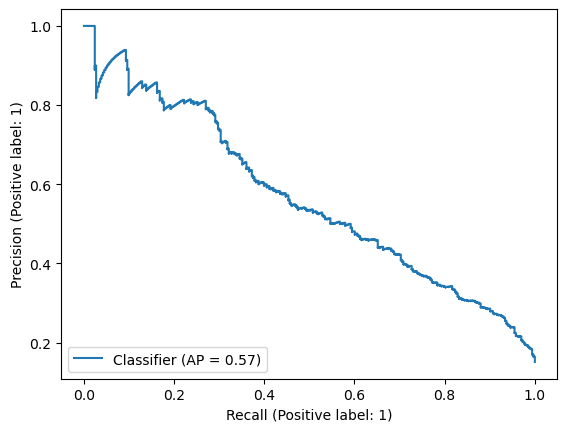 1.0
0.8
0.6
0.4
0.2
Precision (Positive label: 1)
Classifier (AP = 0.57)
0.0 0.2 0.4 0.6 0.8 1.0
Recall (Positive label: 1)